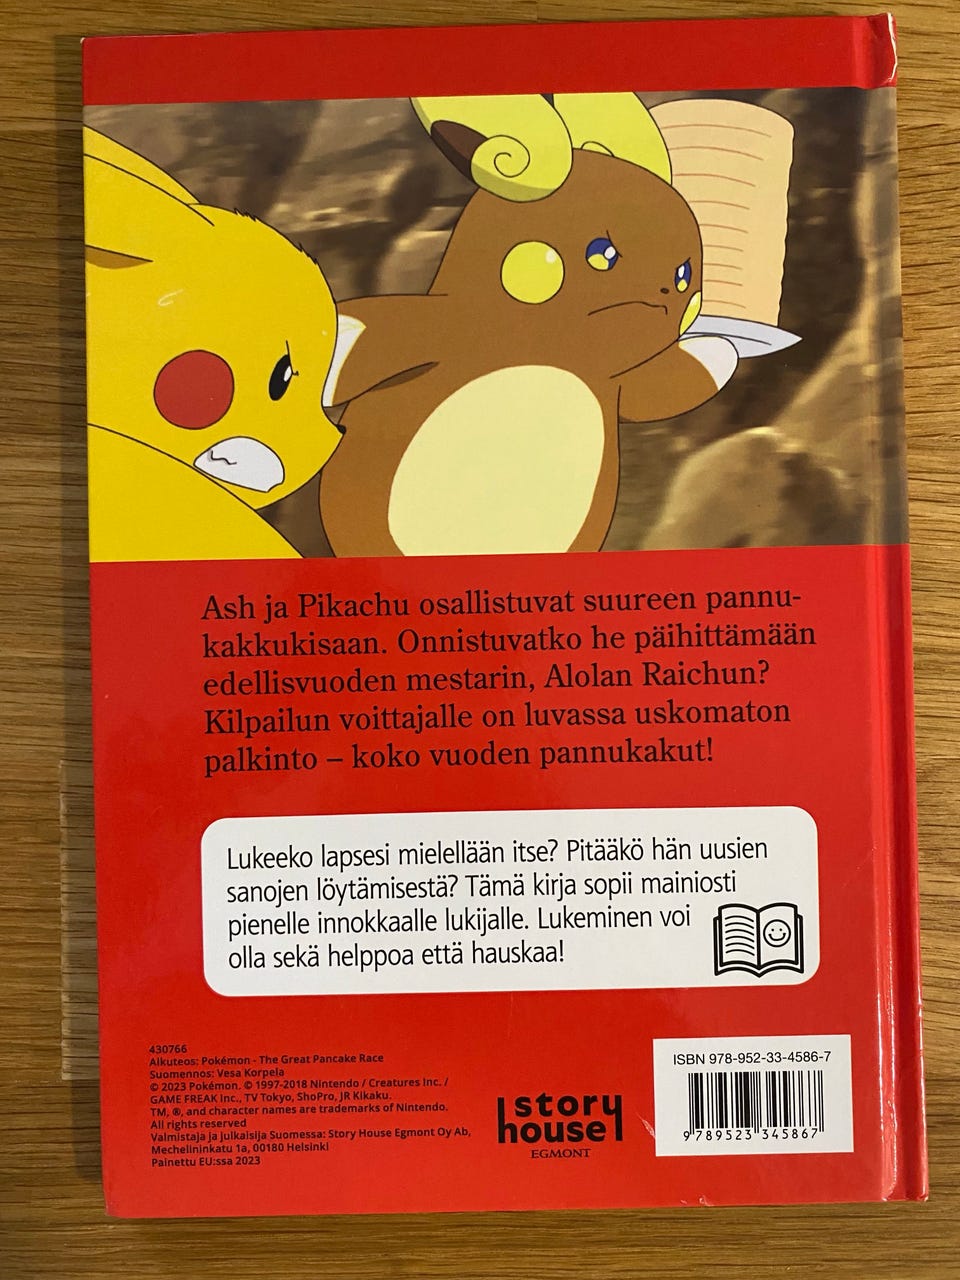 Ash ja Pikachu osallistuvat suureen pannu-
kakkukisaan. Onnistuvatko he päihittämään
edellisvuoden mestarin, Alolan Raichun?
Kilpailun voittajalle on luvassa uskomaton
palkinto – koko vuoden pannukakut!
Lukeeko lapsesi mielellään itse? Pitääkö hän uusien
sanojen löytämisestä? Tämä kirja sopii mainiosti
pienelle innokkaalle lukijalle. Lukeminen voi
olla sekä helppoa että hauskaa!
430766
Alkuteos: Pokémon - The Great Pancake Race
Suomennos: Vesa Korpela
© 2023 Pokémon. © 1997-2018 Nintendo / Creatures Inc. /
GAME FREAK Inc., TV Tokyo, ShoPro, JR Kikaku.
TM, ®, and character names are trademarks of Nintendo.
All rights reserved
Valmistaja ja julkaisija Suomessa: Story House Egmont Oy Ab,
Mechelininkatu 1a, 00180 Helsinki
Painettu EU:ssa 2023
story
house
EGMONT
ISBN 978-952-33-4586-7
9 789523 345867